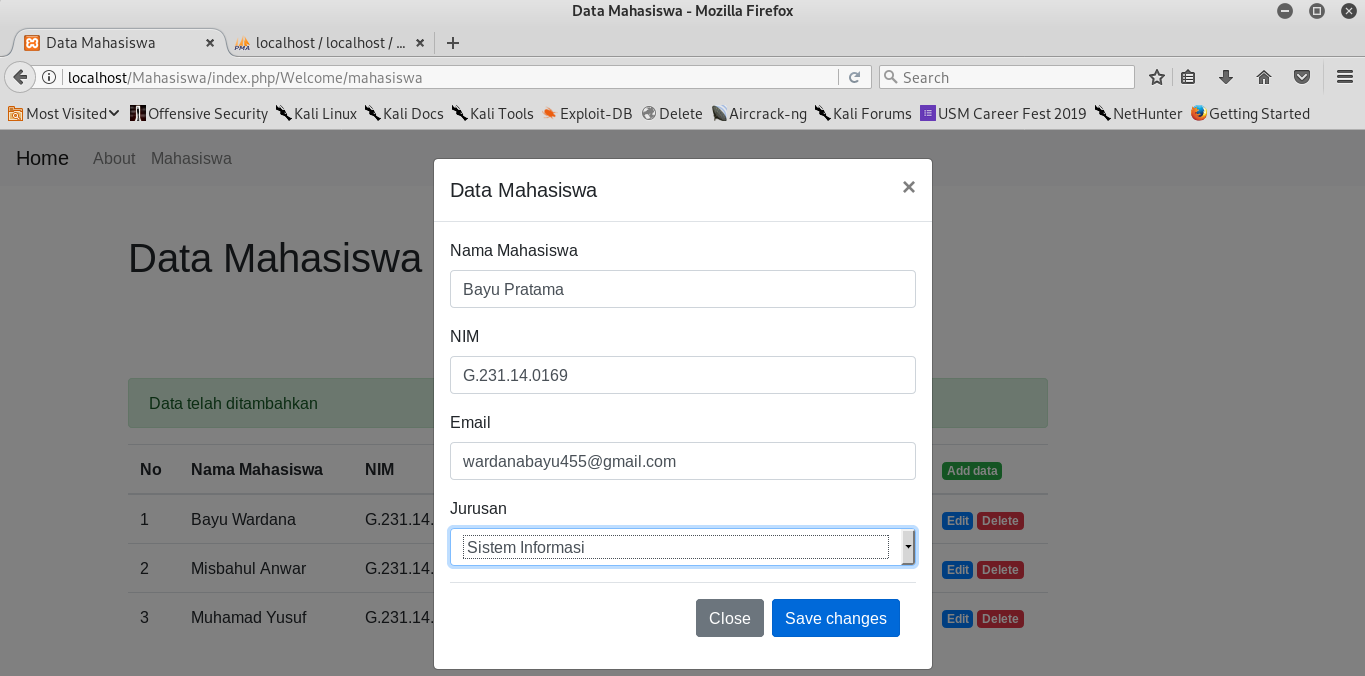 Data Mahasiswa - Mozilla Firefox
Data Mahasiswa × localhost / localhost / ... × +
localhost/Mahasiswa/index.php/Welcome/mahasiswa Search
Most Visited Offensive Security Kali Linux Kali Docs Kali Tools Exploit-DB Delete Aircrack-ng Kali Forums USM Career Fest 2019 NetHunter Getting Started
Home About Mahasiswa
Data Mahasiswa
Data telah ditambahkan
No Nama Mahasiswa NIM Add data
1 Bayu Wardana G.231.14. Edit Delete
2 Misbahul Anwar G.231.14. Edit Delete
3 Muhamad Yusuf G.231.14. Edit Delete
Data Mahasiswa ×
Nama Mahasiswa
Bayu Pratama
NIM
G.231.14.0169
Email
wardanabayu455@gmail.com
Jurusan
Sistem Informasi
Close Save changes